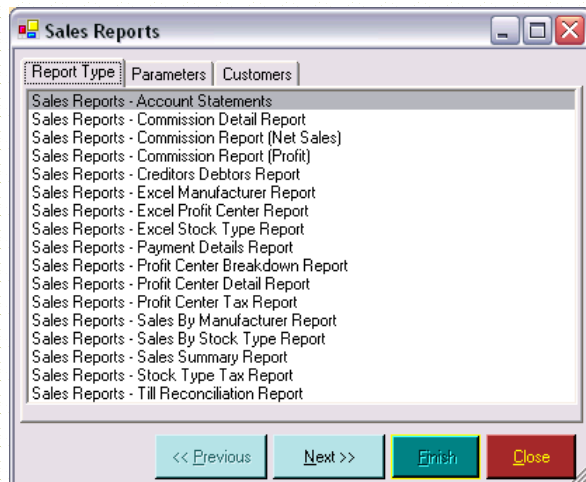 Sales Reports
Report Type Parameters Customers
Sales Reports - Account Statements
Sales Reports - Commission Detail Report
Sales Reports - Commission Report (Net Sales)
Sales Reports - Commission Report (Profit)
Sales Reports - Creditors Debtors Report
Sales Reports - Excel Manufacturer Report
Sales Reports - Excel Profit Center Report
Sales Reports - Excel Stock Type Report
Sales Reports - Payment Details Report
Sales Reports - Profit Center Breakdown Report
Sales Reports - Profit Center Detail Report
Sales Reports - Profit Center Tax Report
Sales Reports - Sales By Manufacturer Report
Sales Reports - Sales By Stock Type Report
Sales Reports - Sales Summary Report
Sales Reports - Stock Type Tax Report
Sales Reports - Till Reconciliation Report
<< Previous Next >> Finish Close